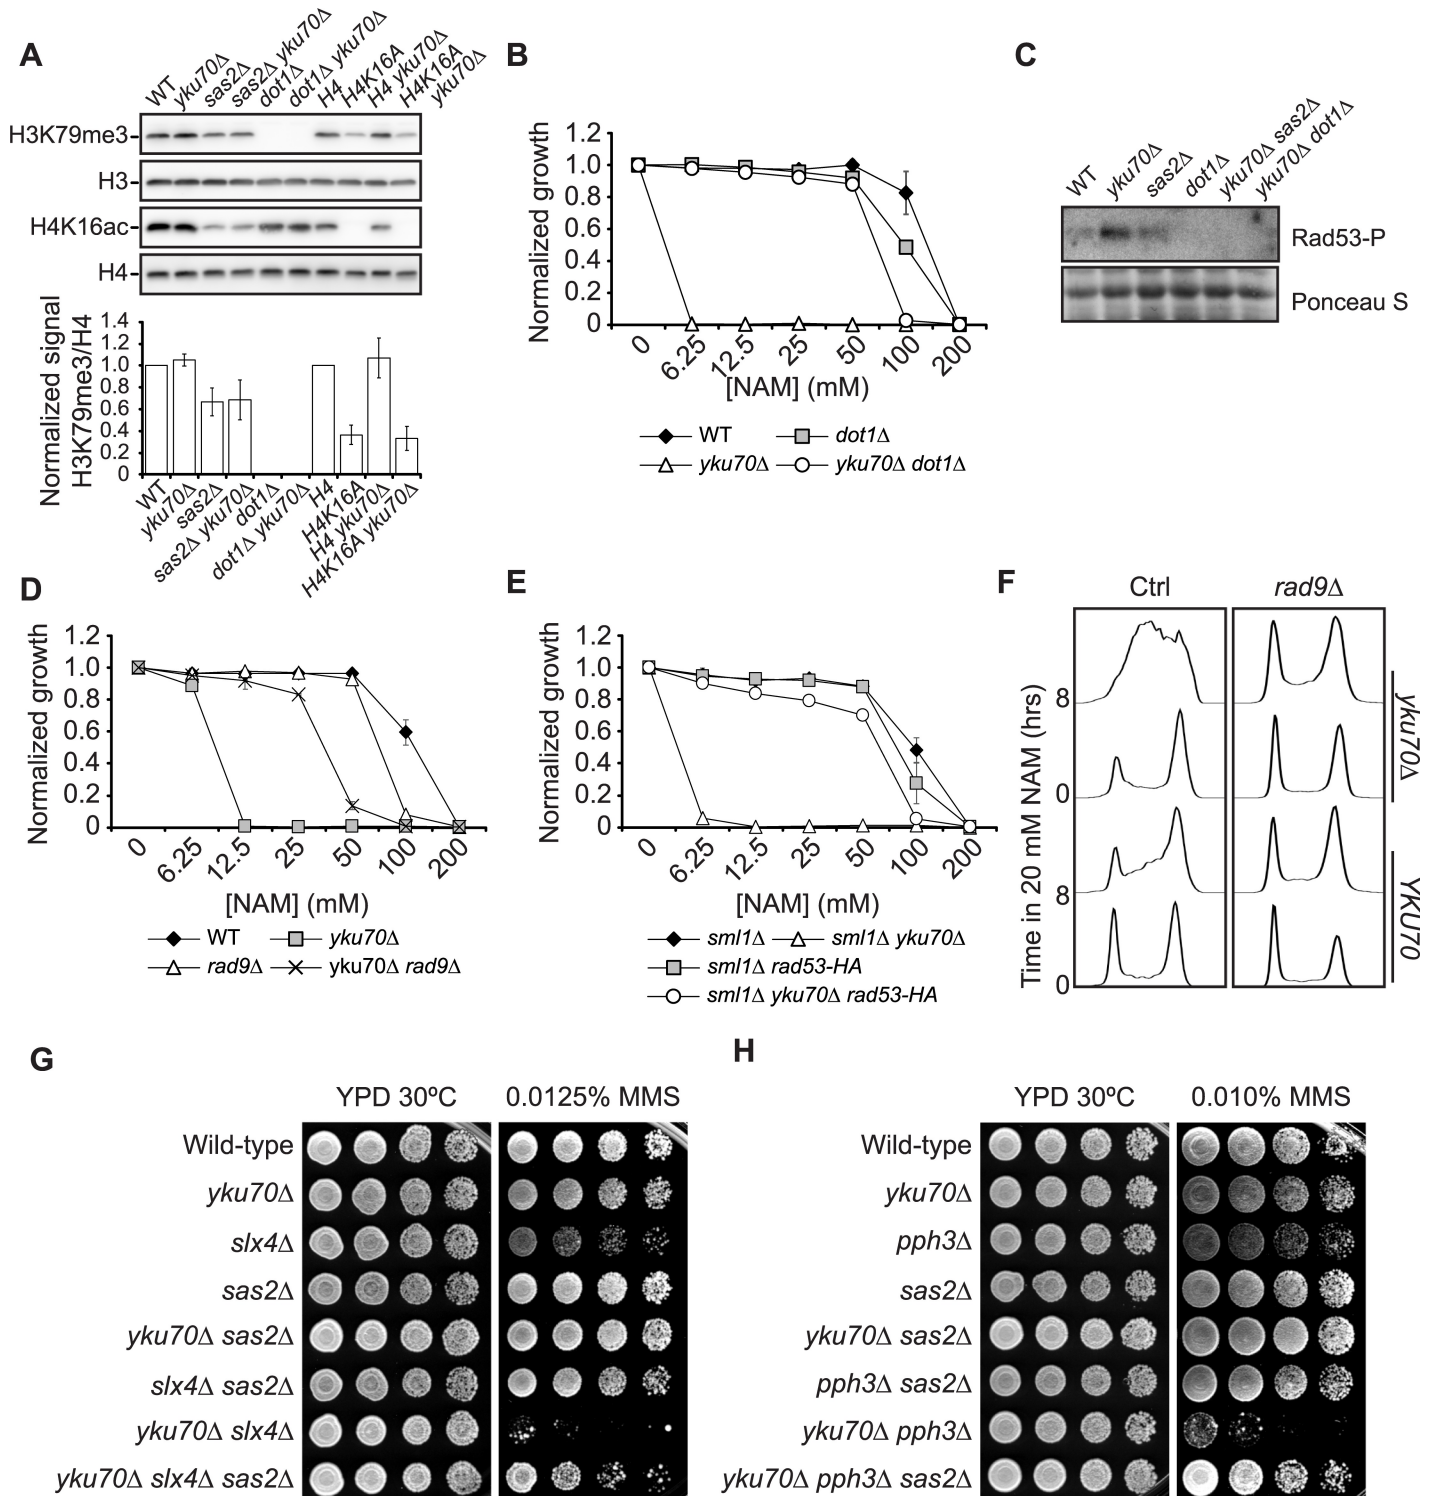 A
WT
yku70Δ
sas2Δ
sas2Δ yku70Δ
dot1Δ
dot1Δ yku70Δ
H4
H4K16A
H4 yku70Δ
H4K16A
yku70Δ
H3K79me3
H3
H4K16ac
H4
Normalized signal
H3K79me3/H4
1.4
1.2
1.0
0.8
0.6
0.4
0.2
0
WT
yku70Δ
sas2Δ
sas2Δ yku70Δ
dot1Δ
dot1Δ yku70Δ
H4
H4K16A
H4 yku70Δ
H4K16A yku70Δ
B
Normalized growth
1.2
1.0
0.8
0.6
0.4
0.2
0
0
6.25
12.5
25
50
100
200
[NAM] (mM)
WT
dot1Δ
yku70Δ
yku70Δ dot1Δ
C
WT
yku70Δ
sas2Δ
dot1Δ
yku70Δ sas2Δ
yku70Δ dot1Δ
Rad53-P
Ponceau S
D
Normalized growth
1.2
1.0
0.8
0.6
0.4
0.2
0
0
6.25
12.5
25
50
100
200
[NAM] (mM)
WT
yku70Δ
rad9Δ
yku70Δ rad9Δ
E
Normalized growth
1.2
1.0
0.8
0.6
0.4
0.2
0
0
6.25
12.5
25
50
100
200
[NAM] (mM)
sml1Δ
sml1Δ yku70Δ
sml1Δ rad53-HA
sml1Δ yku70Δ rad53-HA
F
Ctrl
rad9Δ
Time in 20 mM NAM (hrs)
8
0
8
0
yku70Δ
YKU70
G
YPD 30ºC
0.0125% MMS
Wild-type
yku70Δ
slx4Δ
sas2Δ
yku70Δ sas2Δ
slx4Δ sas2Δ
yku70Δ slx4Δ
yku70Δ slx4Δ sas2Δ
H
YPD 30ºC
0.010% MMS
Wild-type
yku70Δ
pph3Δ
sas2Δ
yku70Δ sas2Δ
pph3Δ sas2Δ
yku70Δ pph3Δ
yku70Δ pph3Δ sas2Δ